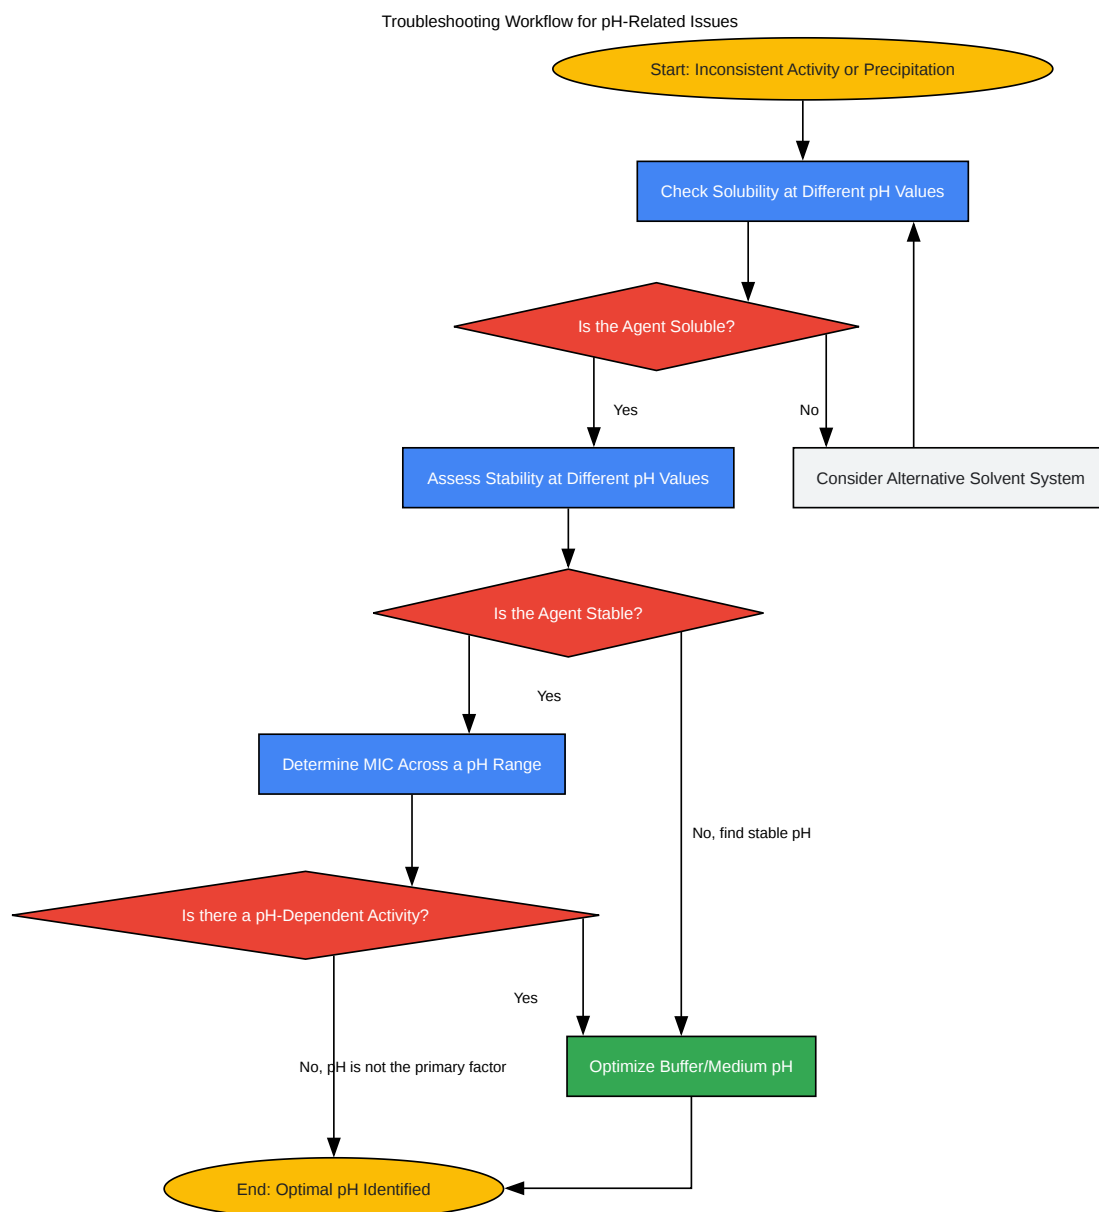 Troubleshooting Workflow for pH-Related Issues
Start: Inconsistent Activity or Precipitation
Check Solubility at Different pH Values
Is the Agent Soluble?
Yes
No
Assess Stability at Different pH Values
Consider Alternative Solvent System
Is the Agent Stable?
Yes
Determine MIC Across a pH Range
No, find stable pH
Is there a pH-Dependent Activity?
Yes
No, pH is not the primary factor
Optimize Buffer/Medium pH
End: Optimal pH Identified